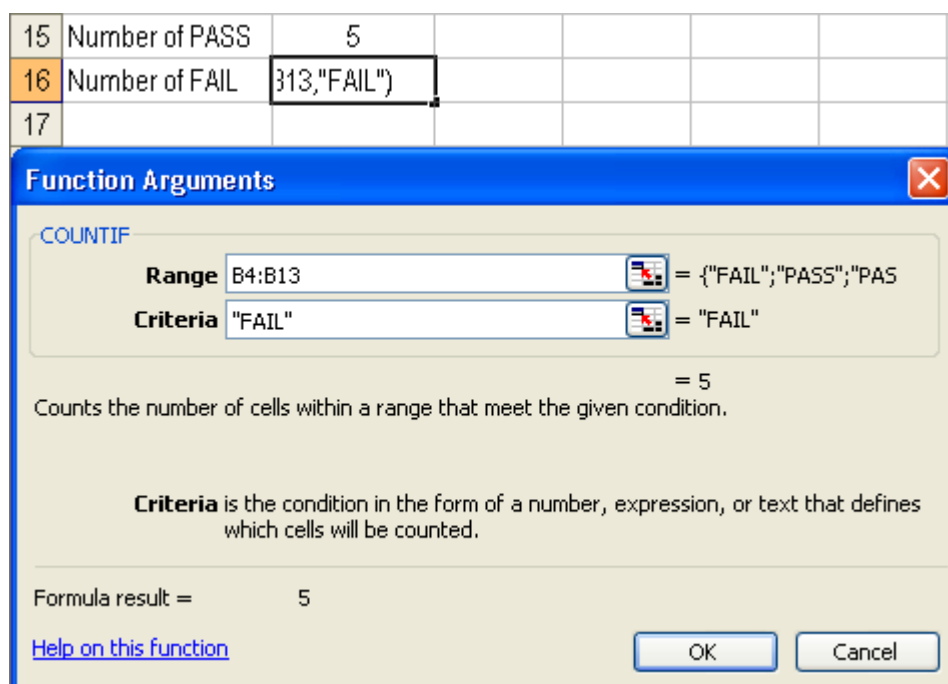 15 Number of PASS 5
16 Number of FAIL B13,"FAIL")
17
Function Arguments
COUNTIF
Range B4:B13 = {"FAIL";"PASS";"PAS
Criteria "FAIL" = "FAIL"
= 5
Counts the number of cells within a range that meet the given condition.
Criteria is the condition in the form of a number, expression, or text that defines
which cells will be counted.
Formula result = 5
Help on this function OK Cancel